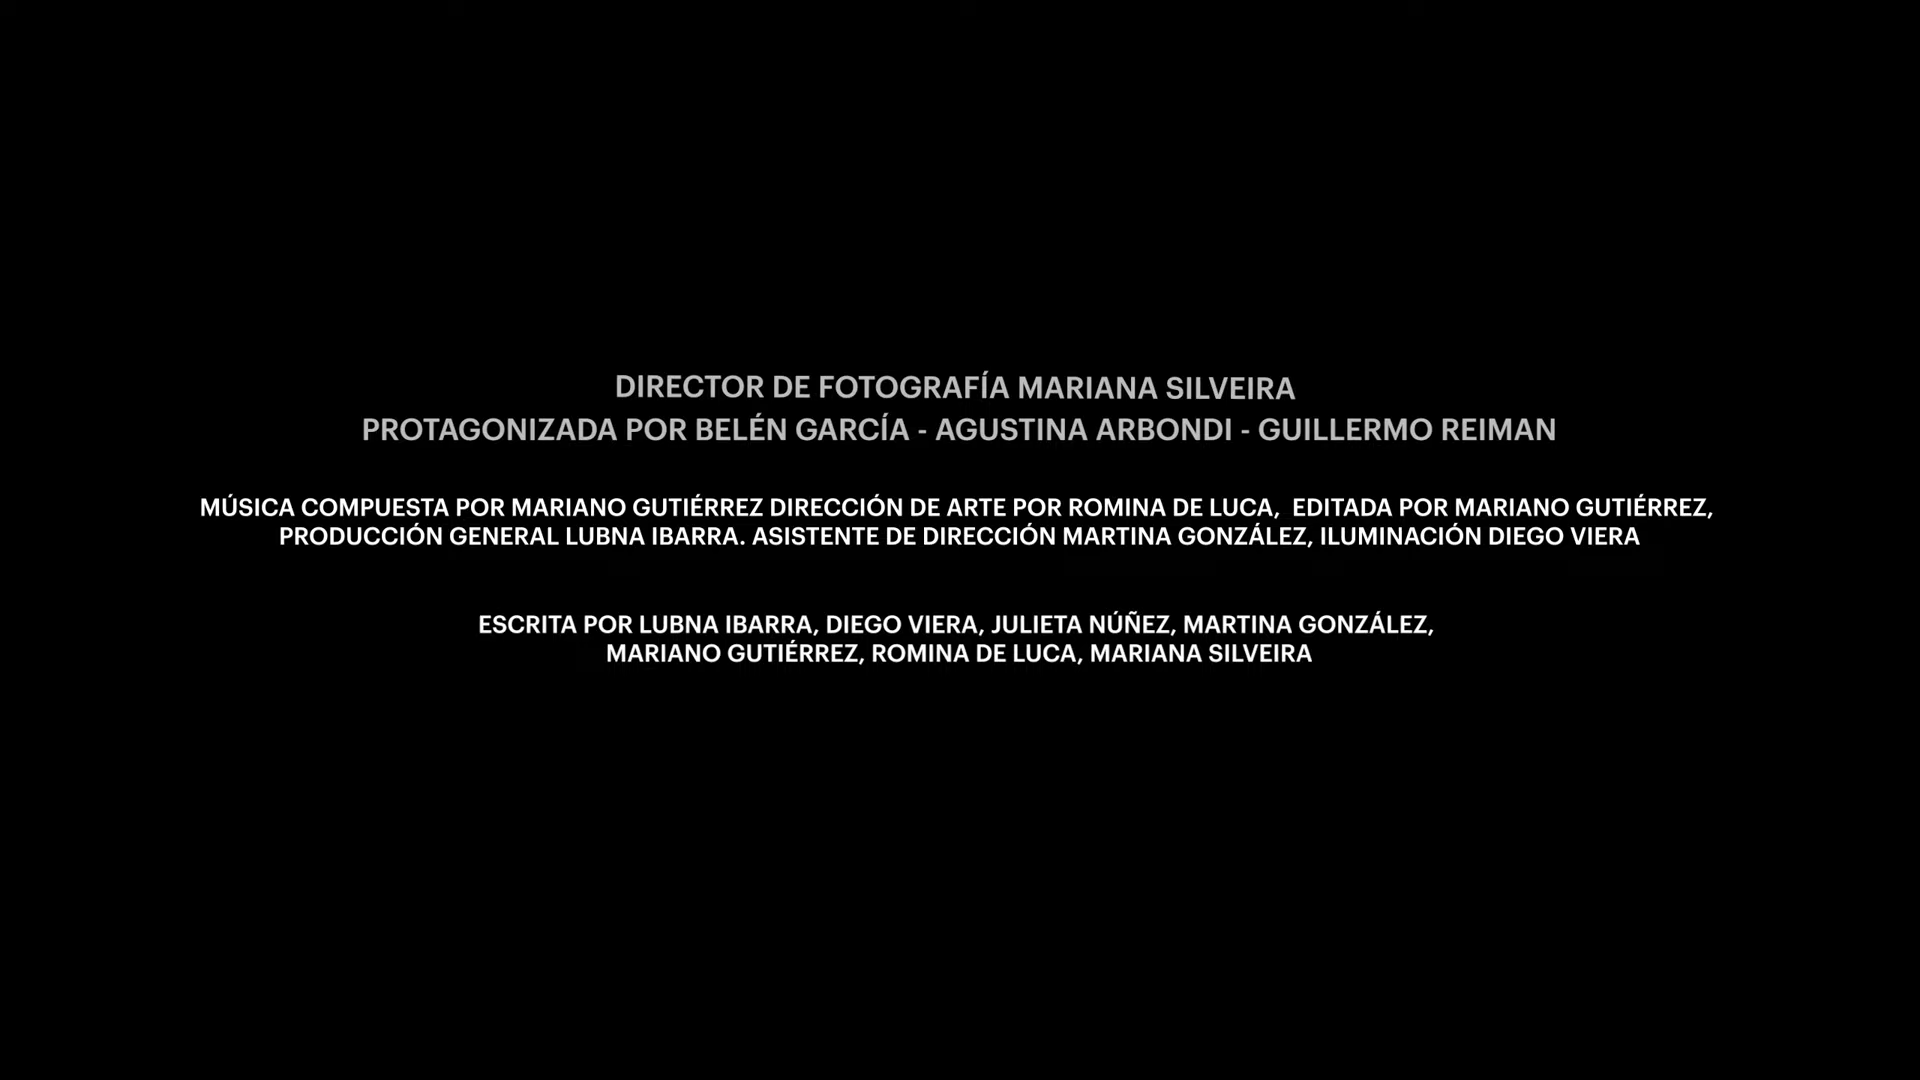 DIRECTOR DE FOTOGRAFÍA MARIANA SILVEIRA
PROTAGONIZADA POR BELÉN GARCÍA - AGUSTINA ARBONDI - GUILLERMO REIMAN
MÚSICA COMPUESTA POR MARIANO GUTIÉRREZ DIRECCIÓN DE ARTE POR ROMINA DE LUCA,  EDITADA POR MARIANO GUTIÉRREZ,
PRODUCCIÓN GENERAL LUBNA IBARRA. ASISTENTE DE DIRECCIÓN MARTINA GONZÁLEZ, ILUMINACIÓN DIEGO VIERA
ESCRITA POR LUBNA IBARRA, DIEGO VIERA, JULIETA NÚÑEZ, MARTINA GONZÁLEZ,
MARIANO GUTIÉRREZ, ROMINA DE LUCA, MARIANA SILVEIRA